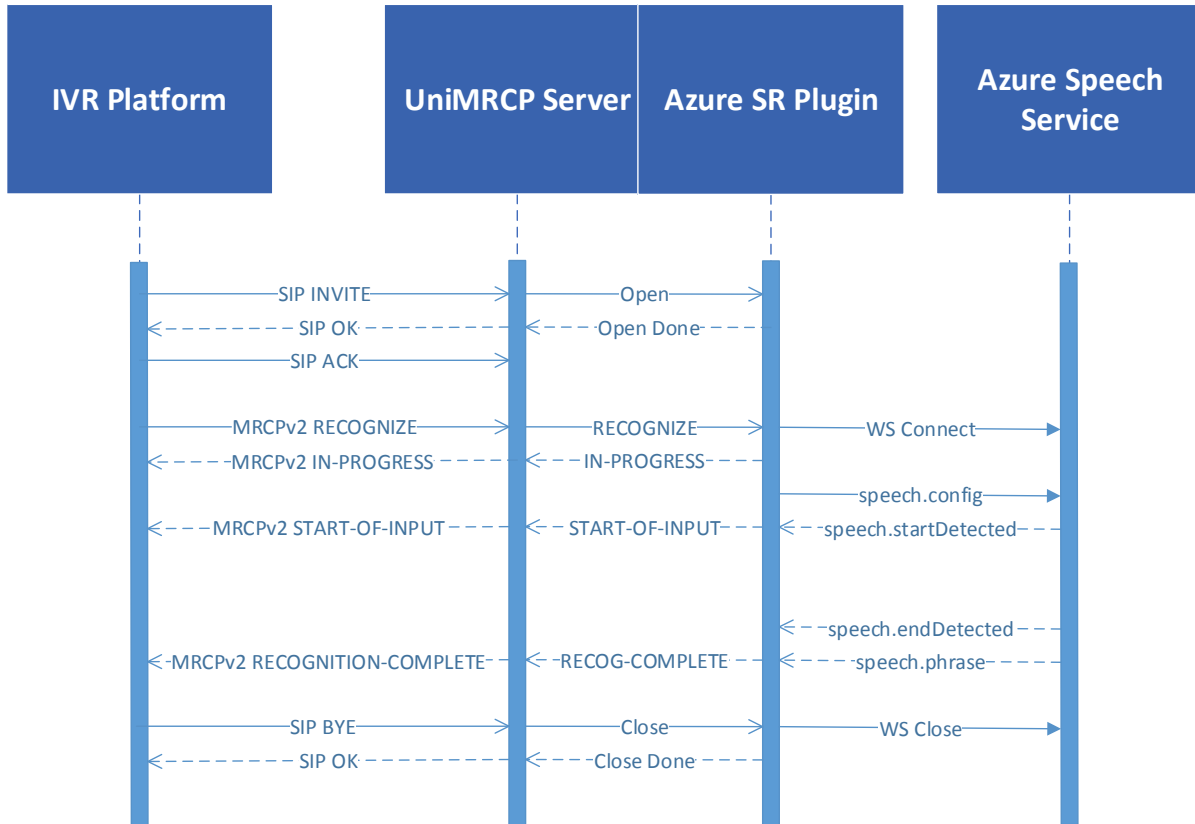 IVR Platform
UniMRCP Server
Azure SR Plugin
Azure Speech
Service
SIP INVITE
Open
SIP OK
Open Done
SIP ACK
MRCPv2 RECOGNIZE
RECOGNIZE
WS Connect
MRCPv2 IN-PROGRESS
IN-PROGRESS
speech.config
MRCPv2 START-OF-INPUT
START-OF-INPUT
speech.startDetected
speech.endDetected
MRCPv2 RECOGNITION-COMPLETE
RECOG-COMPLETE
speech.phrase
SIP BYE
Close
WS Close
SIP OK
Close Done